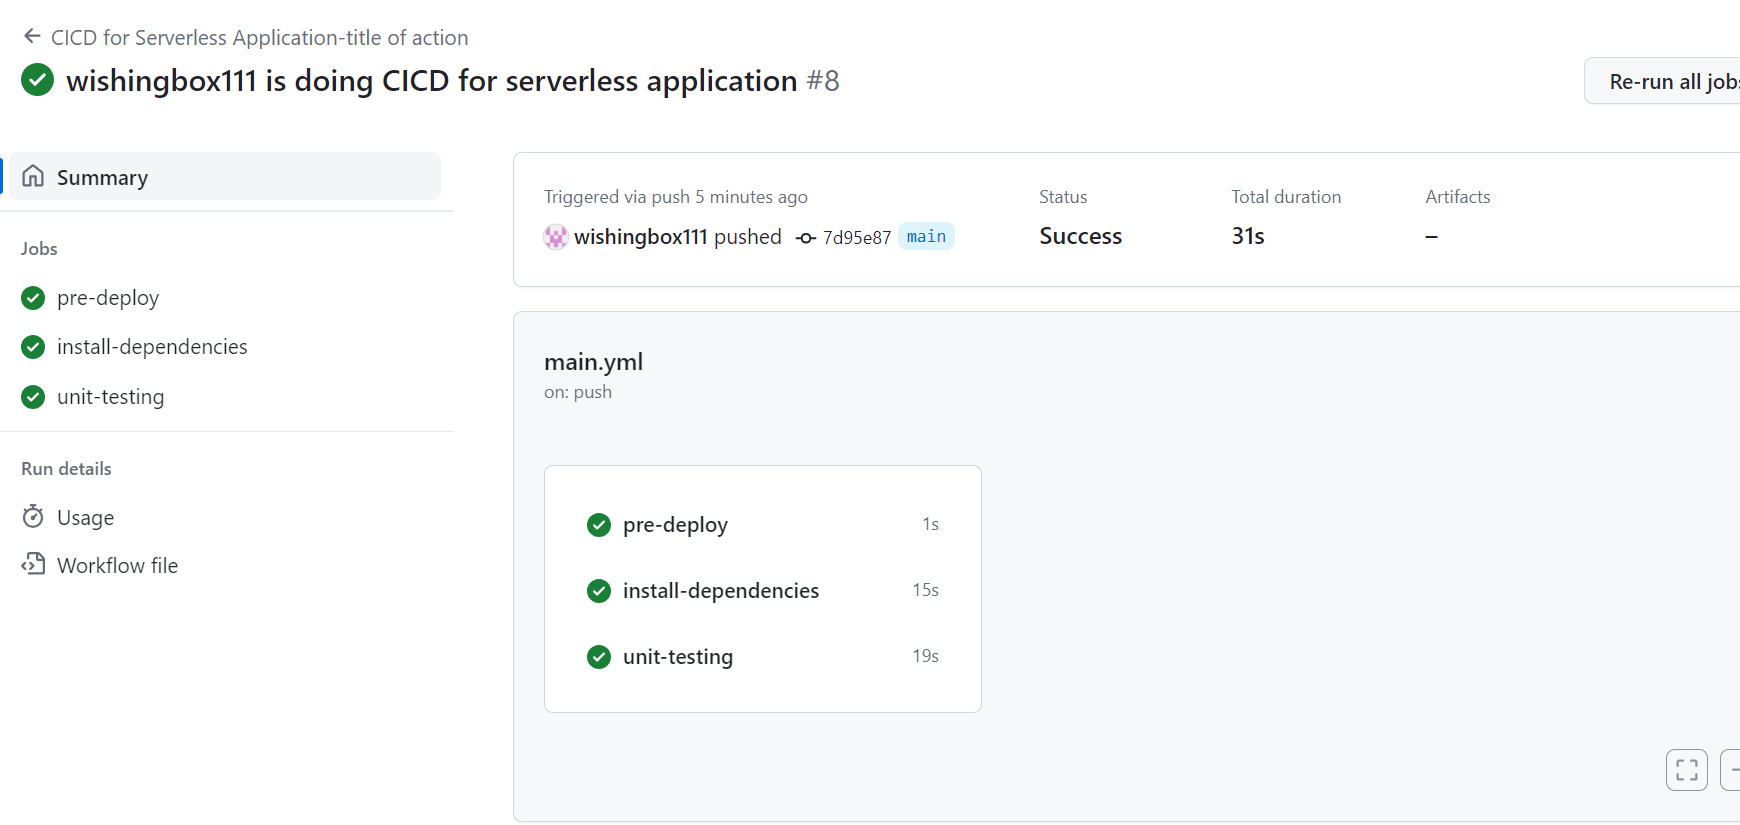 CICD for Serverless Application-title of action
wishingbox111 is doing CICD for serverless application #8
Re-run all jobs
Summary
Jobs
pre-deploy
install-dependencies
unit-testing
Run details
Usage
Workflow file
Triggered via push 5 minutes ago
wishingbox111 pushed 7d95e87 main
Status
Success
Total duration
31s
Artifacts
–
main.yml
on: push
pre-deploy 1s
install-dependencies 15s
unit-testing 19s